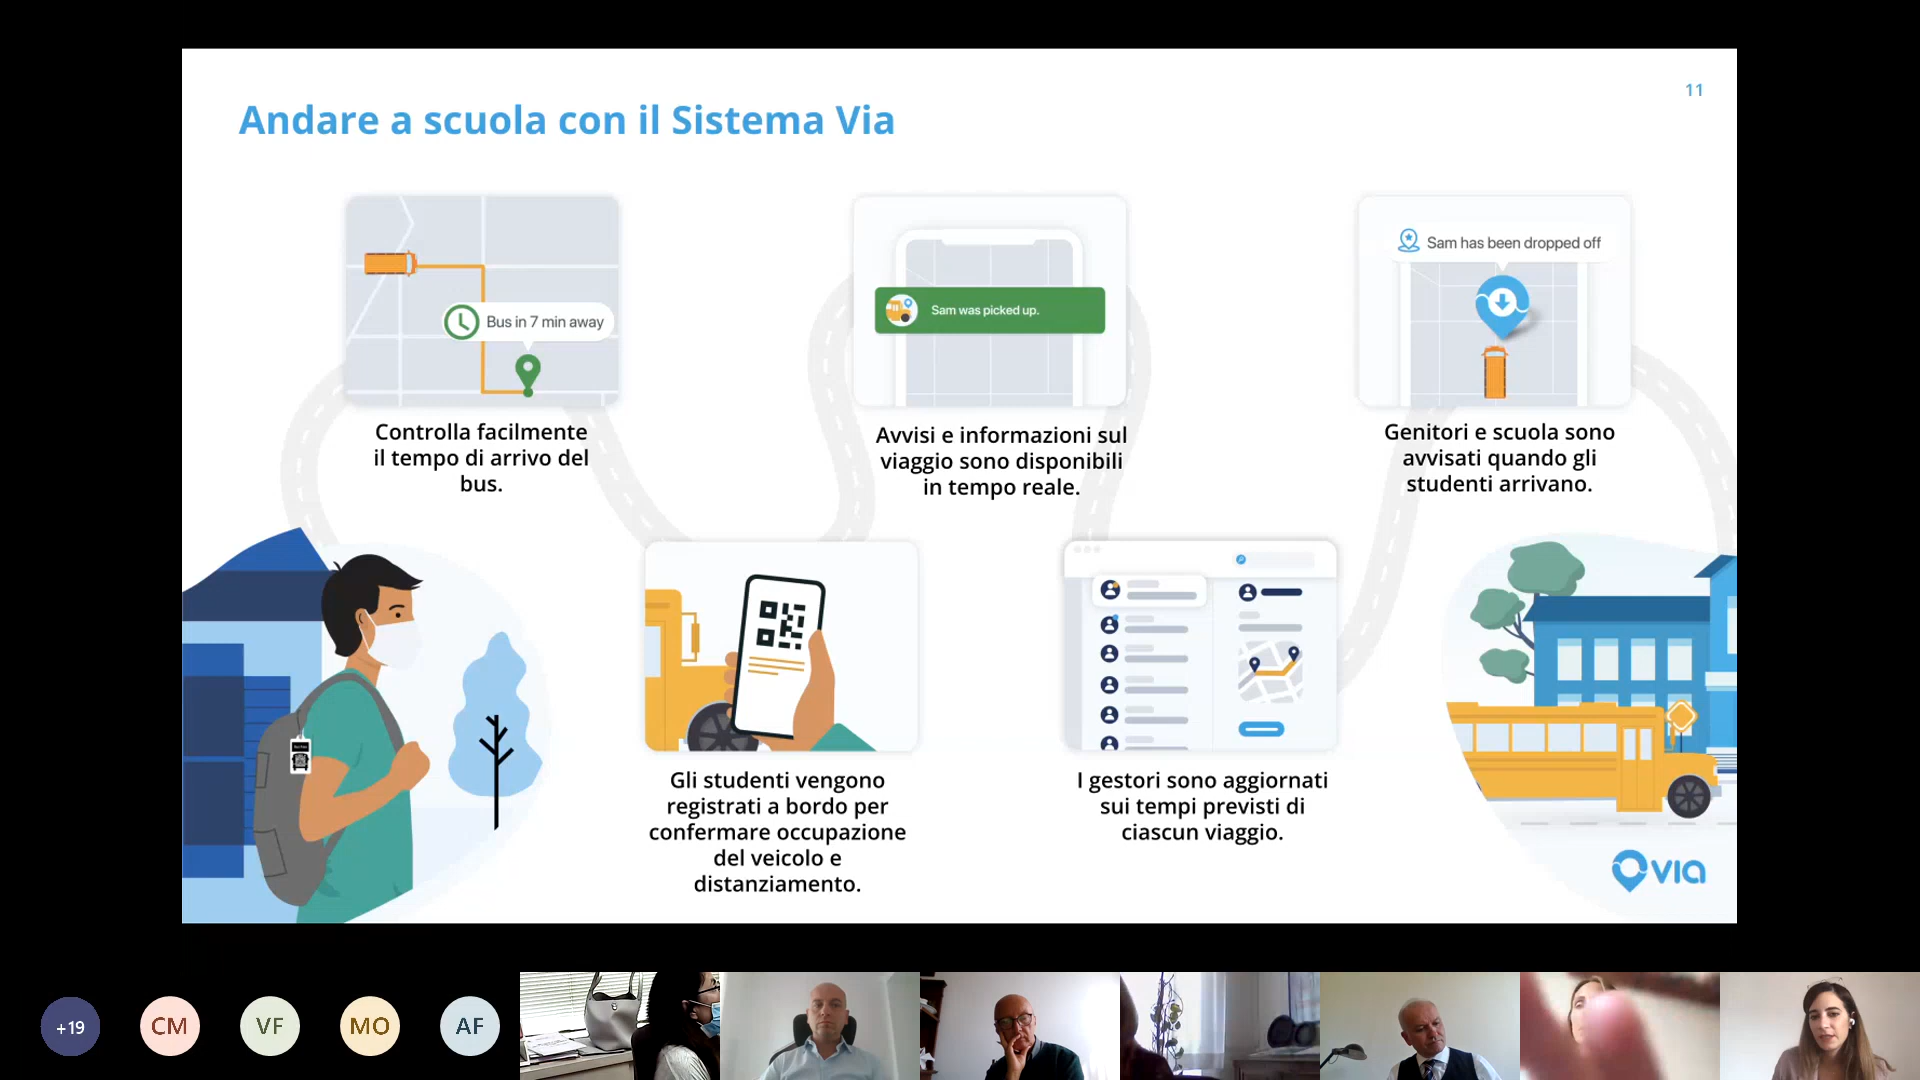 11
Andare a scuola con il Sistema Via
Bus in 7 min away
Controlla facilmente
il tempo di arrivo del
bus.
Sam was picked up.
Avvisi e informazioni sul
viaggio sono disponibili
in tempo reale.
Sam has been dropped off
Genitori e scuola sono
avvisati quando gli
studenti arrivano.
Gli studenti vengono
registrati a bordo per
confermare occupazione
del veicolo e
distanziamento.
I gestori sono aggiornati
sui tempi previsti di
ciascun viaggio.
via
+19
CM
VF
MO
AF